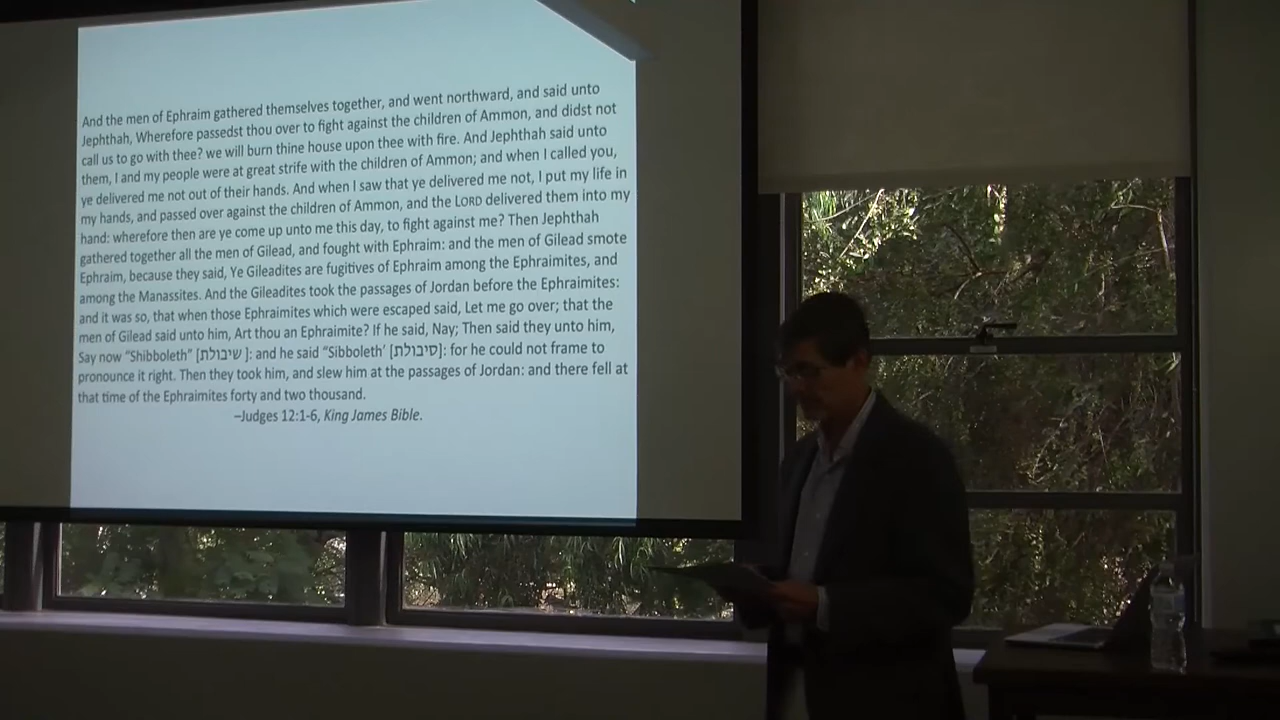 And the men of Ephraim gathered themselves together, and went northward, and said unto
Jephthah, Wherefore passedst thou over to fight against the children of Ammon, and didst not
call us to go with thee? we will burn thine house upon thee with fire. And Jephthah said unto
them, I and my people were at great strife with the children of Ammon; and when I called you,
ye delivered me not out of their hands. And when I saw that ye delivered me not, I put my life in
my hands, and passed over against the children of Ammon, and the LORD delivered them into my
hand: wherefore then are ye come up unto me this day, to fight against me? Then Jephthah
gathered together all the men of Gilead, and fought with Ephraim: and the men of Gilead smote
Ephraim, because they said, Ye Gileadites are fugitives of Ephraim among the Ephraimites, and
among the Manassites. And the Gileadites took the passages of Jordan before the Ephraimites:
and it was so, that when those Ephraimites which were escaped said, Let me go over; that the
men of Gilead said unto him, Art thou an Ephraimite? If he said, Nay; Then said they unto him,
Say now “Shibboleth” [שיבולת ]: and he said “Sibboleth’ [סיבולת]: for he could not frame to
pronounce it right. Then they took him, and slew him at the passages of Jordan: and there fell at
that time of the Ephraimites forty and two thousand.
–Judges 12:1-6, King James Bible.